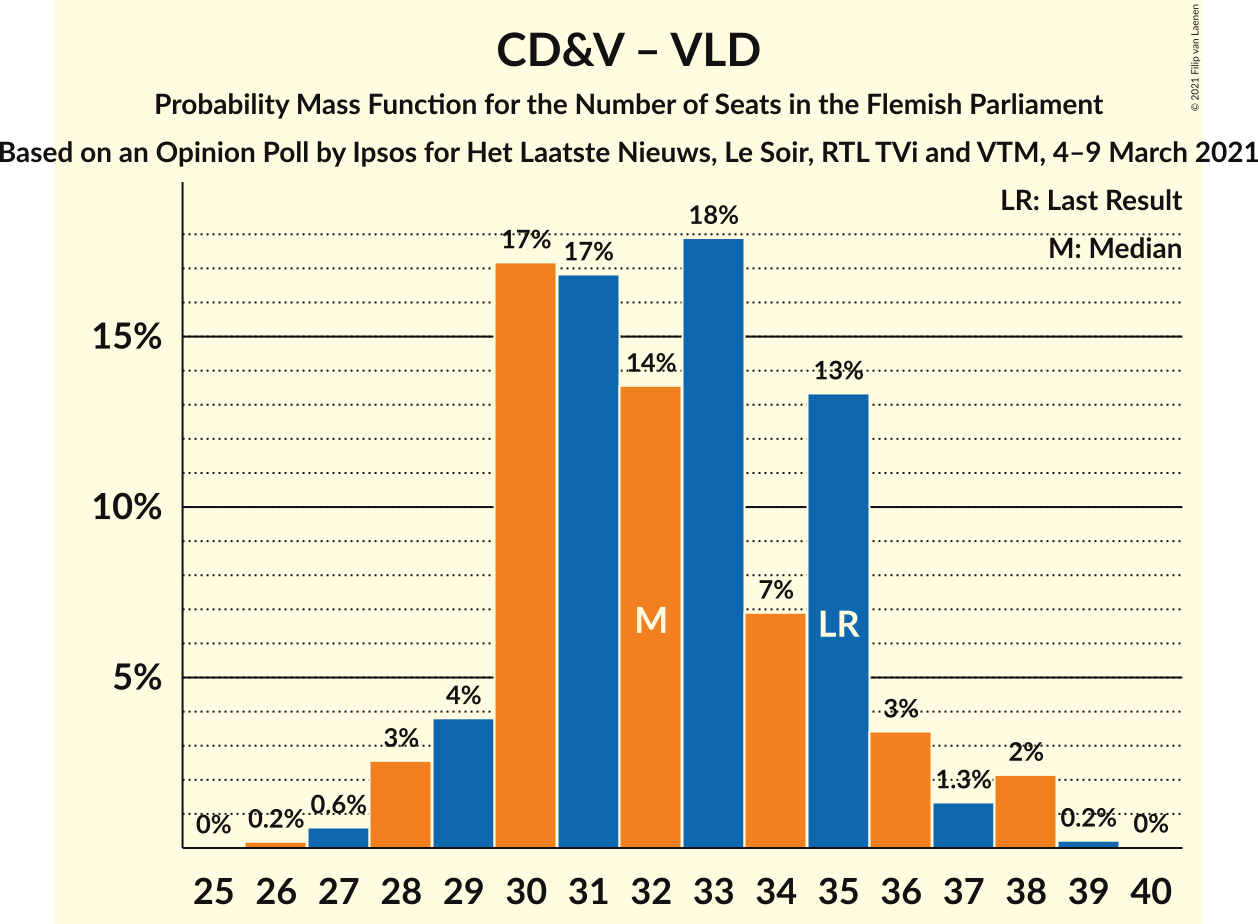 CD&V – VLD
Probability Mass Function for the Number of Seats in the Flemish Parliament
Based on an Opinion Poll by Ipsos for Het Laatste Nieuws, Le Soir, RTL TVi and VTM, 4–9 March 2021
© 2021 Filip van Laenen
LR: Last Result
M: Median
15%
10%
5%
0%
0.2%
0.6%
3%
4%
17%
17%
14%
18%
7%
13%
3%
1.3%
2%
0.2%
0%
M
LR
25 26 27 28 29 30 31 32 33 34 35 36 37 38 39 40